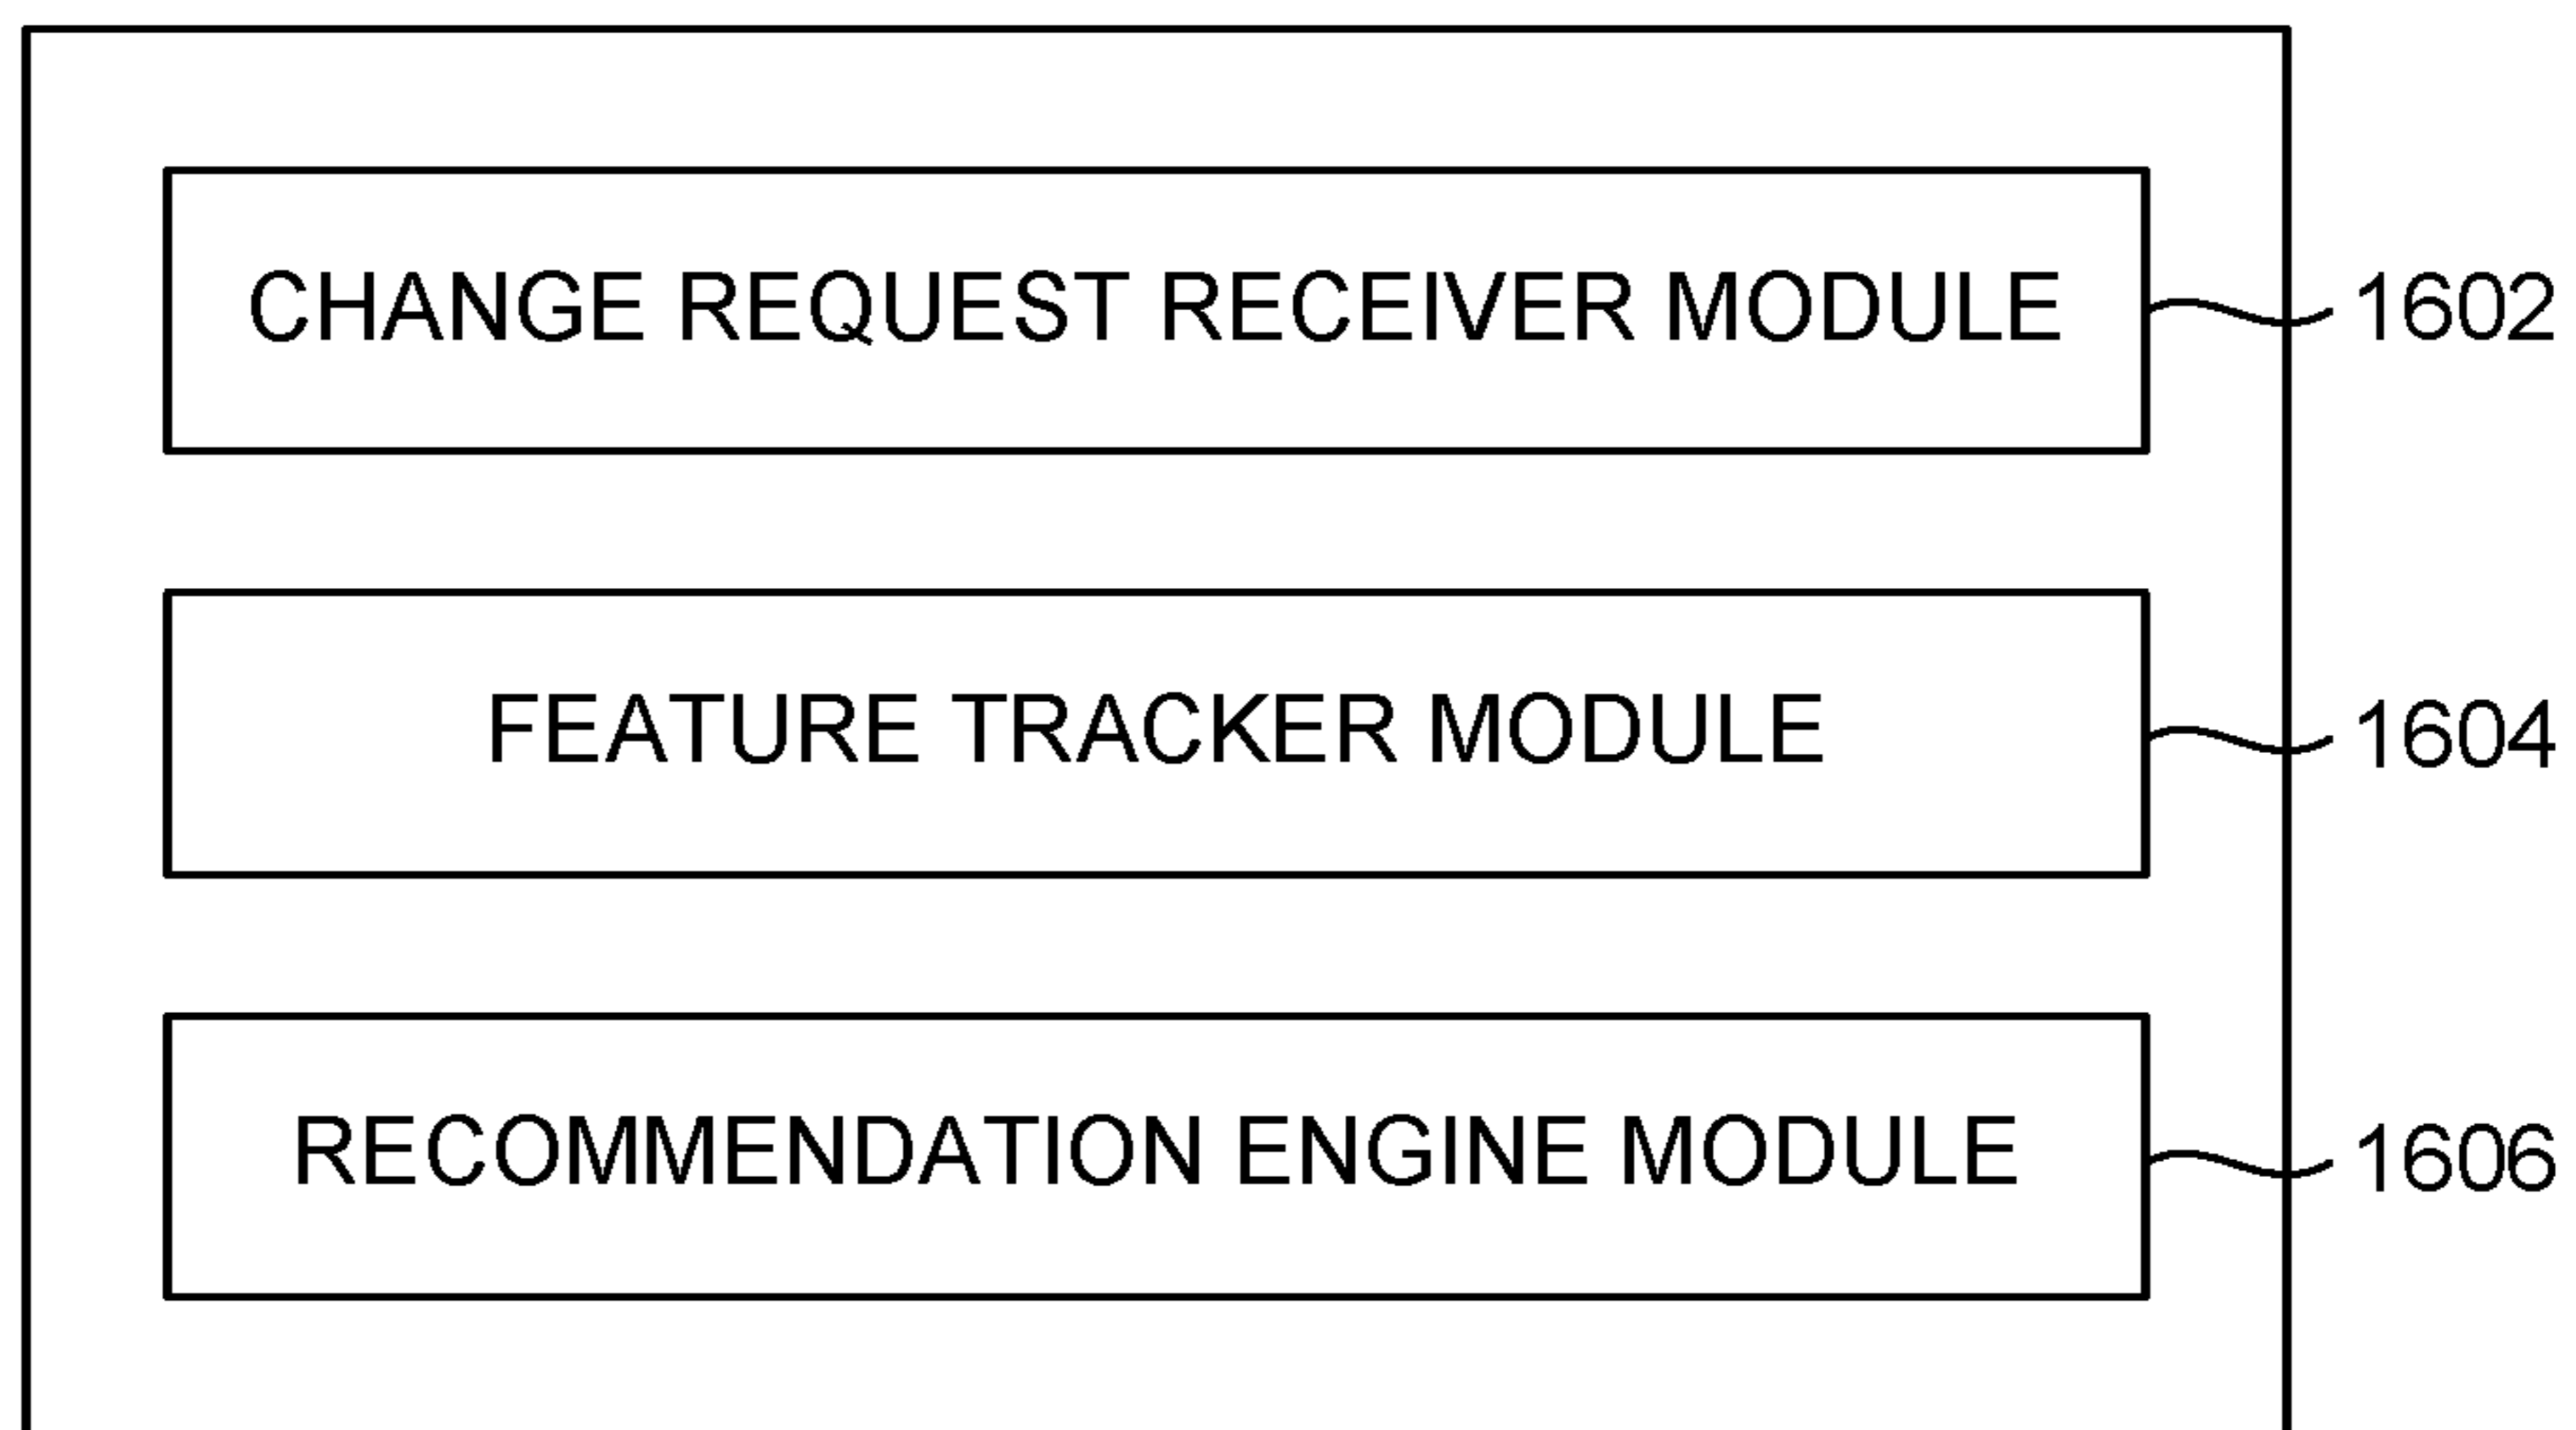 CHANGE REQUEST RECEIVER MODULE 1602
FEATURE TRACKER MODULE 1604
RECOMMENDATION ENGINE MODULE 1606